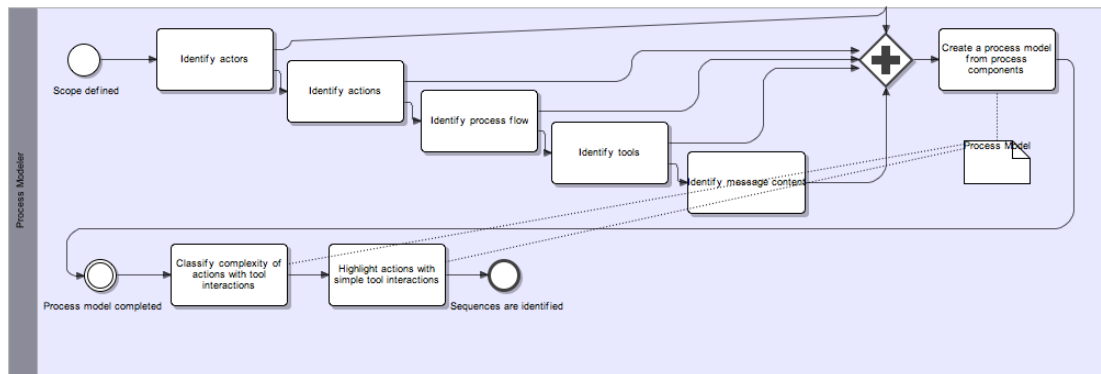 Process Modeler
Identify actors
Scope defined
Identify actions
Identify process flow
Identify tools
Identify message content
Create a process model
from process
components
Process Model
Process model completed
Classify complexity of
actions with tool
interactions
Highlight actions with
simple tool interactions
Sequences are identified